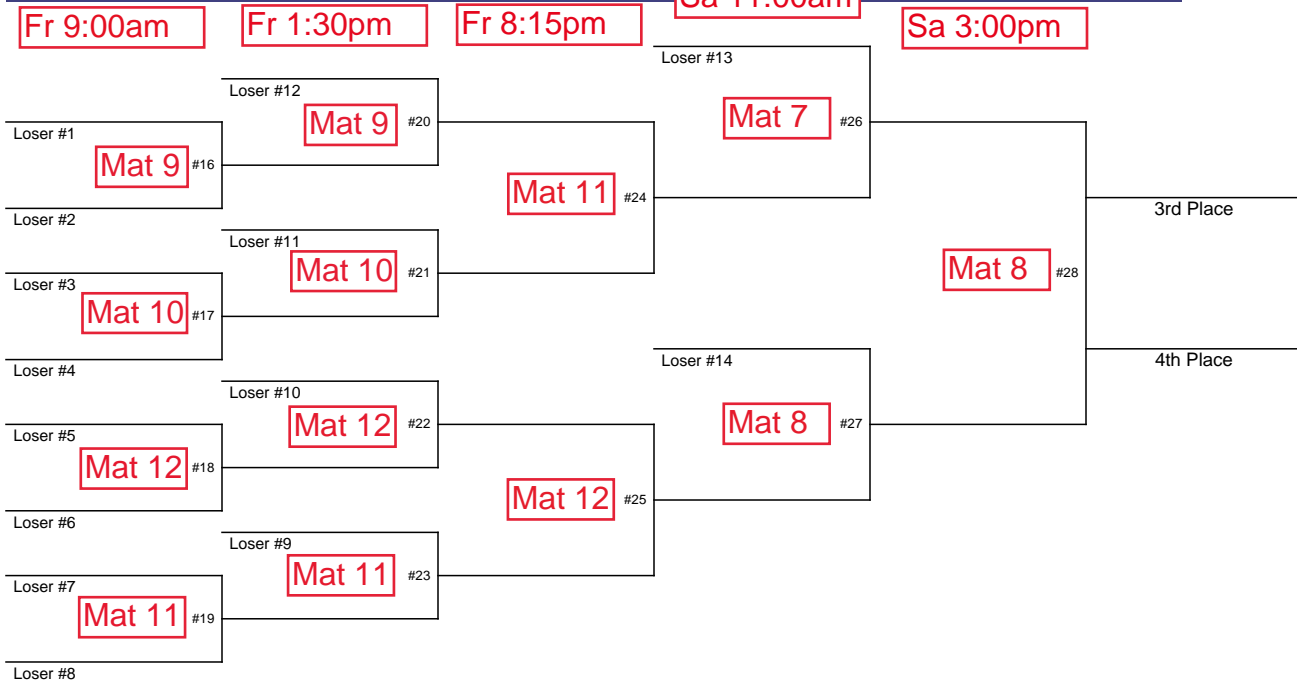 Sa 11:00am
Fr 9:00am
Fr 1:30pm
Fr 8:15pm
Sa 3:00pm
Loser #13
Loser #12
Mat 7
#26
Mat 9
#20
Loser #1
Mat 9
#16
Mat 11
#24
Loser #2
3rd Place
Loser #11
Mat 10
#21
Mat 8
#28
Loser #3
Mat 10
#17
Loser #4
Loser #14
4th Place
Loser #10
Mat 12
#22
Mat 8
#27
Loser #5
Mat 12
#18
Mat 12
#25
Loser #6
Loser #9
Mat 11
#23
Loser #7
Mat 11
#19
Loser #8